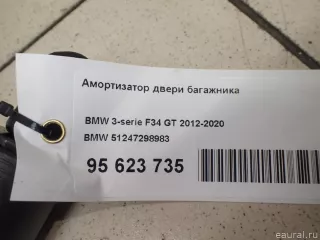 Амортизатор двери багажника
BMW 3-serie F34 GT 2012-2020
BMW 51247298983
95 623 735
eaural.ru